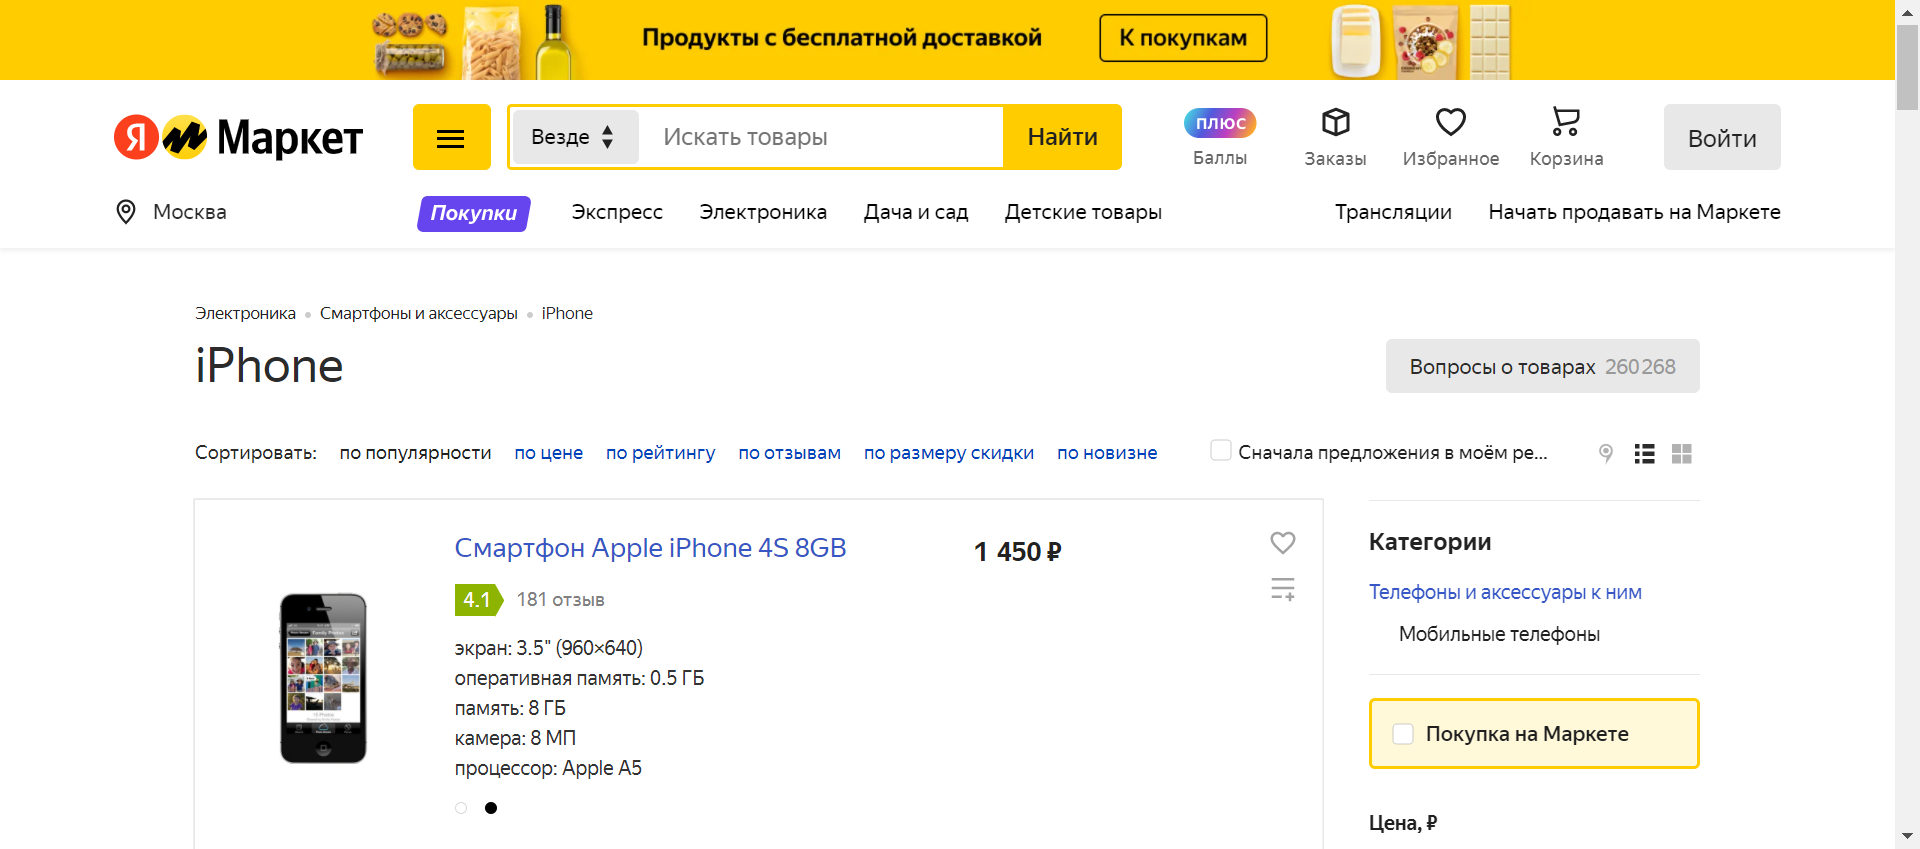 Продукты с бесплатной доставкой
К покупкам
Я Маркет
Везде
Искать товары
Найти
плюс
Баллы
Заказы
Избранное
Корзина
Войти
Москва
Покупки
Экспресс
Электроника
Дача и сад
Детские товары
Трансляции
Начать продавать на Маркете
Электроника • Смартфоны и аксессуары • iPhone
iPhone
Вопросы о товарах 260 268
Сортировать: по популярности по цене по рейтингу по отзывам по размеру скидки по новизне
Сначала предложения в моём ре...
Смартфон Apple iPhone 4S 8GB
1 450 ₽
4.1 181 отзыв
экран: 3.5" (960×640)
оперативная память: 0.5 ГБ
память: 8 ГБ
камера: 8 МП
процессор: Apple A5
Категории
Телефоны и аксессуары к ним
Мобильные телефоны
Покупка на Маркете
Цена, ₽